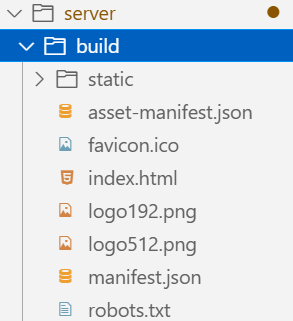 server
build
static
asset-manifest.json
favicon.ico
index.html
logo192.png
logo512.png
manifest.json
robots.txt